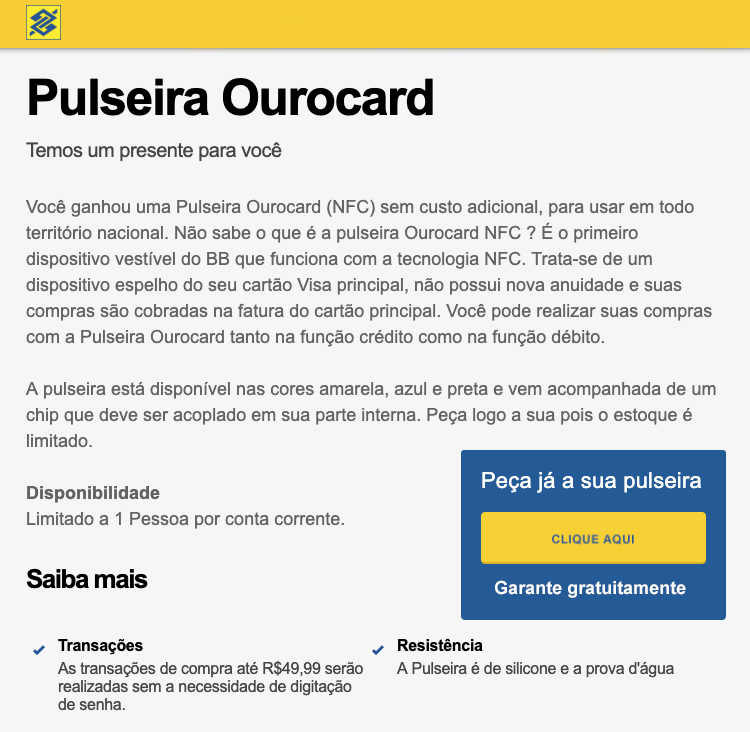 Pulseira Ourocard
Temos um presente para você
Você ganhou uma Pulseira Ourocard (NFC) sem custo adicional, para usar em todo
território nacional. Não sabe o que é a pulseira Ourocard NFC ? É o primeiro
dispositivo vestível do BB que funciona com a tecnologia NFC. Trata-se de um
dispositivo espelho do seu cartão Visa principal, não possui nova anuidade e suas
compras são cobradas na fatura do cartão principal. Você pode realizar suas compras
com a Pulseira Ourocard tanto na função crédito como na função débito.
A pulseira está disponível nas cores amarela, azul e preta e vem acompanhada de um
chip que deve ser acoplado em sua parte interna. Peça logo a sua pois o estoque é
limitado.
Disponibilidade
Limitado a 1 Pessoa por conta corrente.
Peça já a sua pulseira
CLIQUE AQUI
Garante gratuitamente
Saiba mais
Transações
As transações de compra até R$49,99 serão
realizadas sem a necessidade de digitação
de senha.
Resistência
A Pulseira é de silicone e a prova d'água